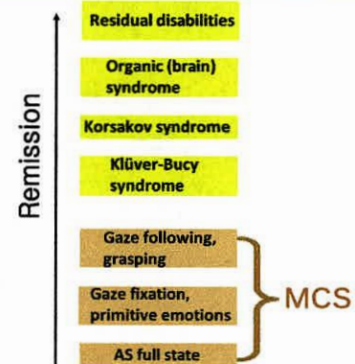 Residual disabilities
Organic (brain)
syndrome
Korsakov syndrome
Klüver-Bucy
syndrome
Gaze following,
grasping
Gaze fixation,
primitive emotions
AS full state
Remission
MCS